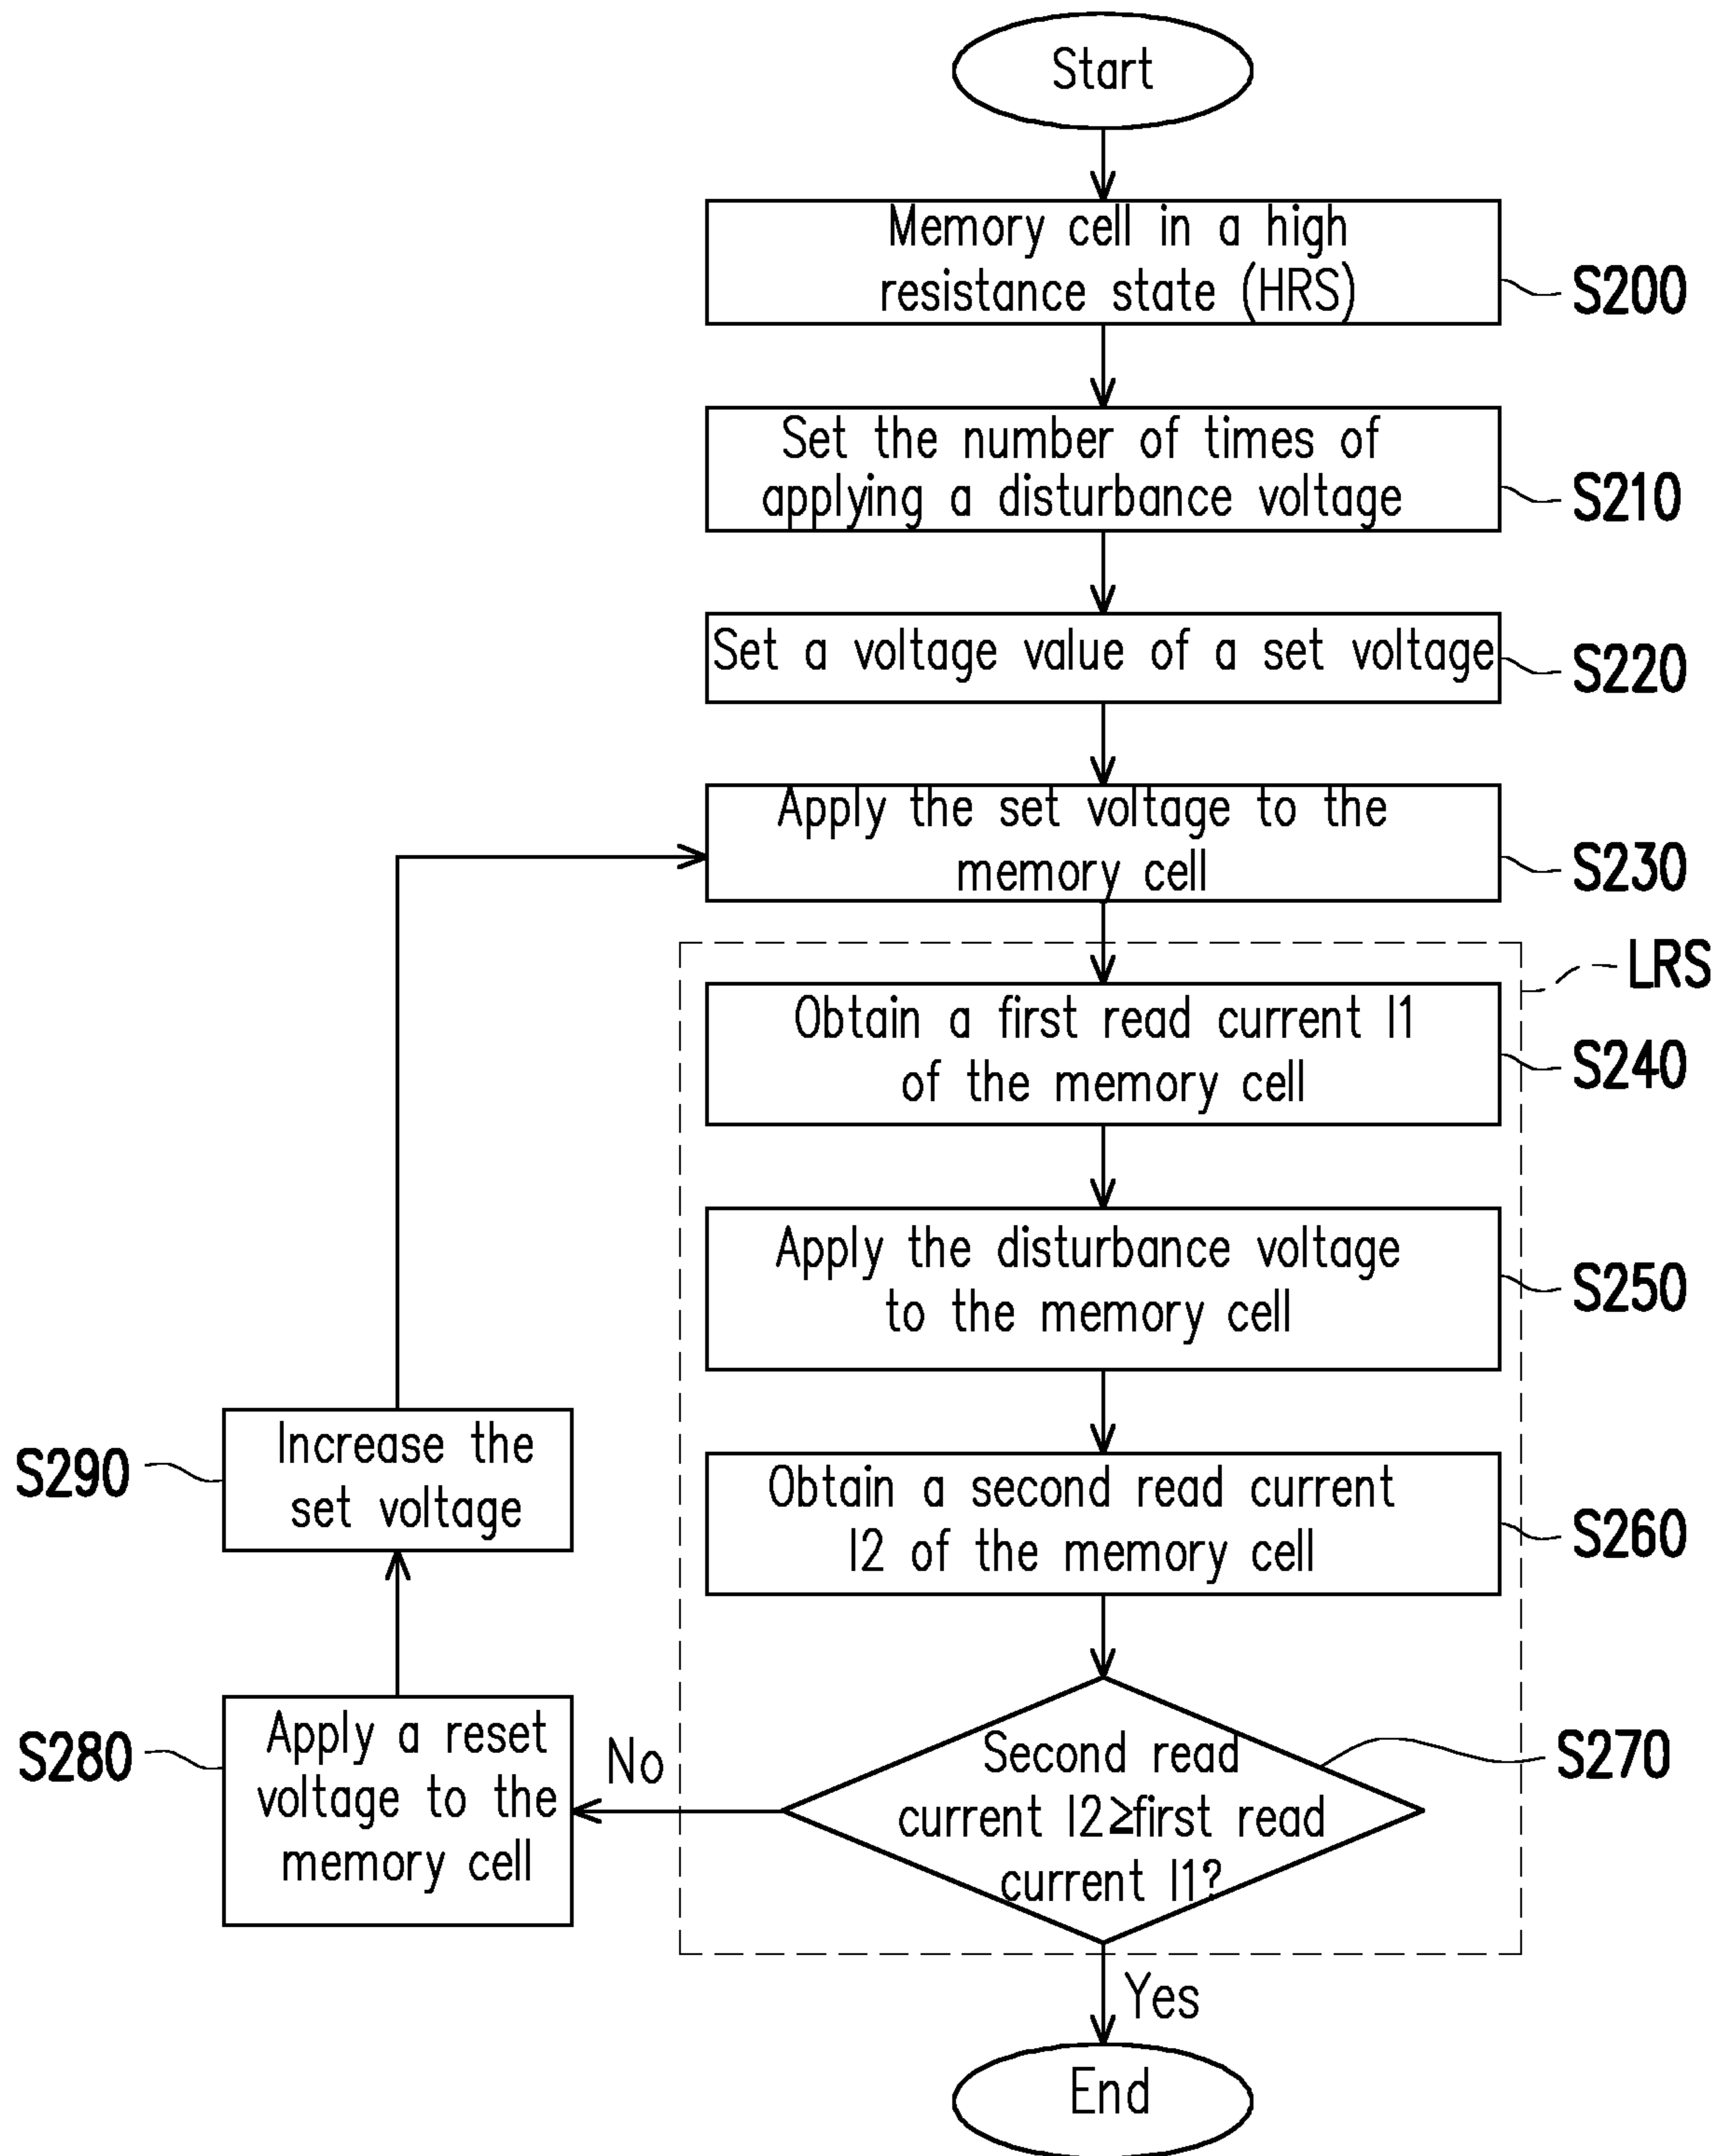 Start
Memory cell in a high
resistance state (HRS)
S200
Set the number of times of
applying a disturbance voltage
S210
Set a voltage value of a set voltage
S220
Apply the set voltage to the
memory cell
S230
LRS
Obtain a first read current I1
of the memory cell
S240
Apply the disturbance voltage
to the memory cell
S250
Increase the
set voltage
S290
Obtain a second read current
I2 of the memory cell
S260
Apply a reset
voltage to the
memory cell
S280
No
Second read
current I2≥first read
current I1?
S270
Yes
End